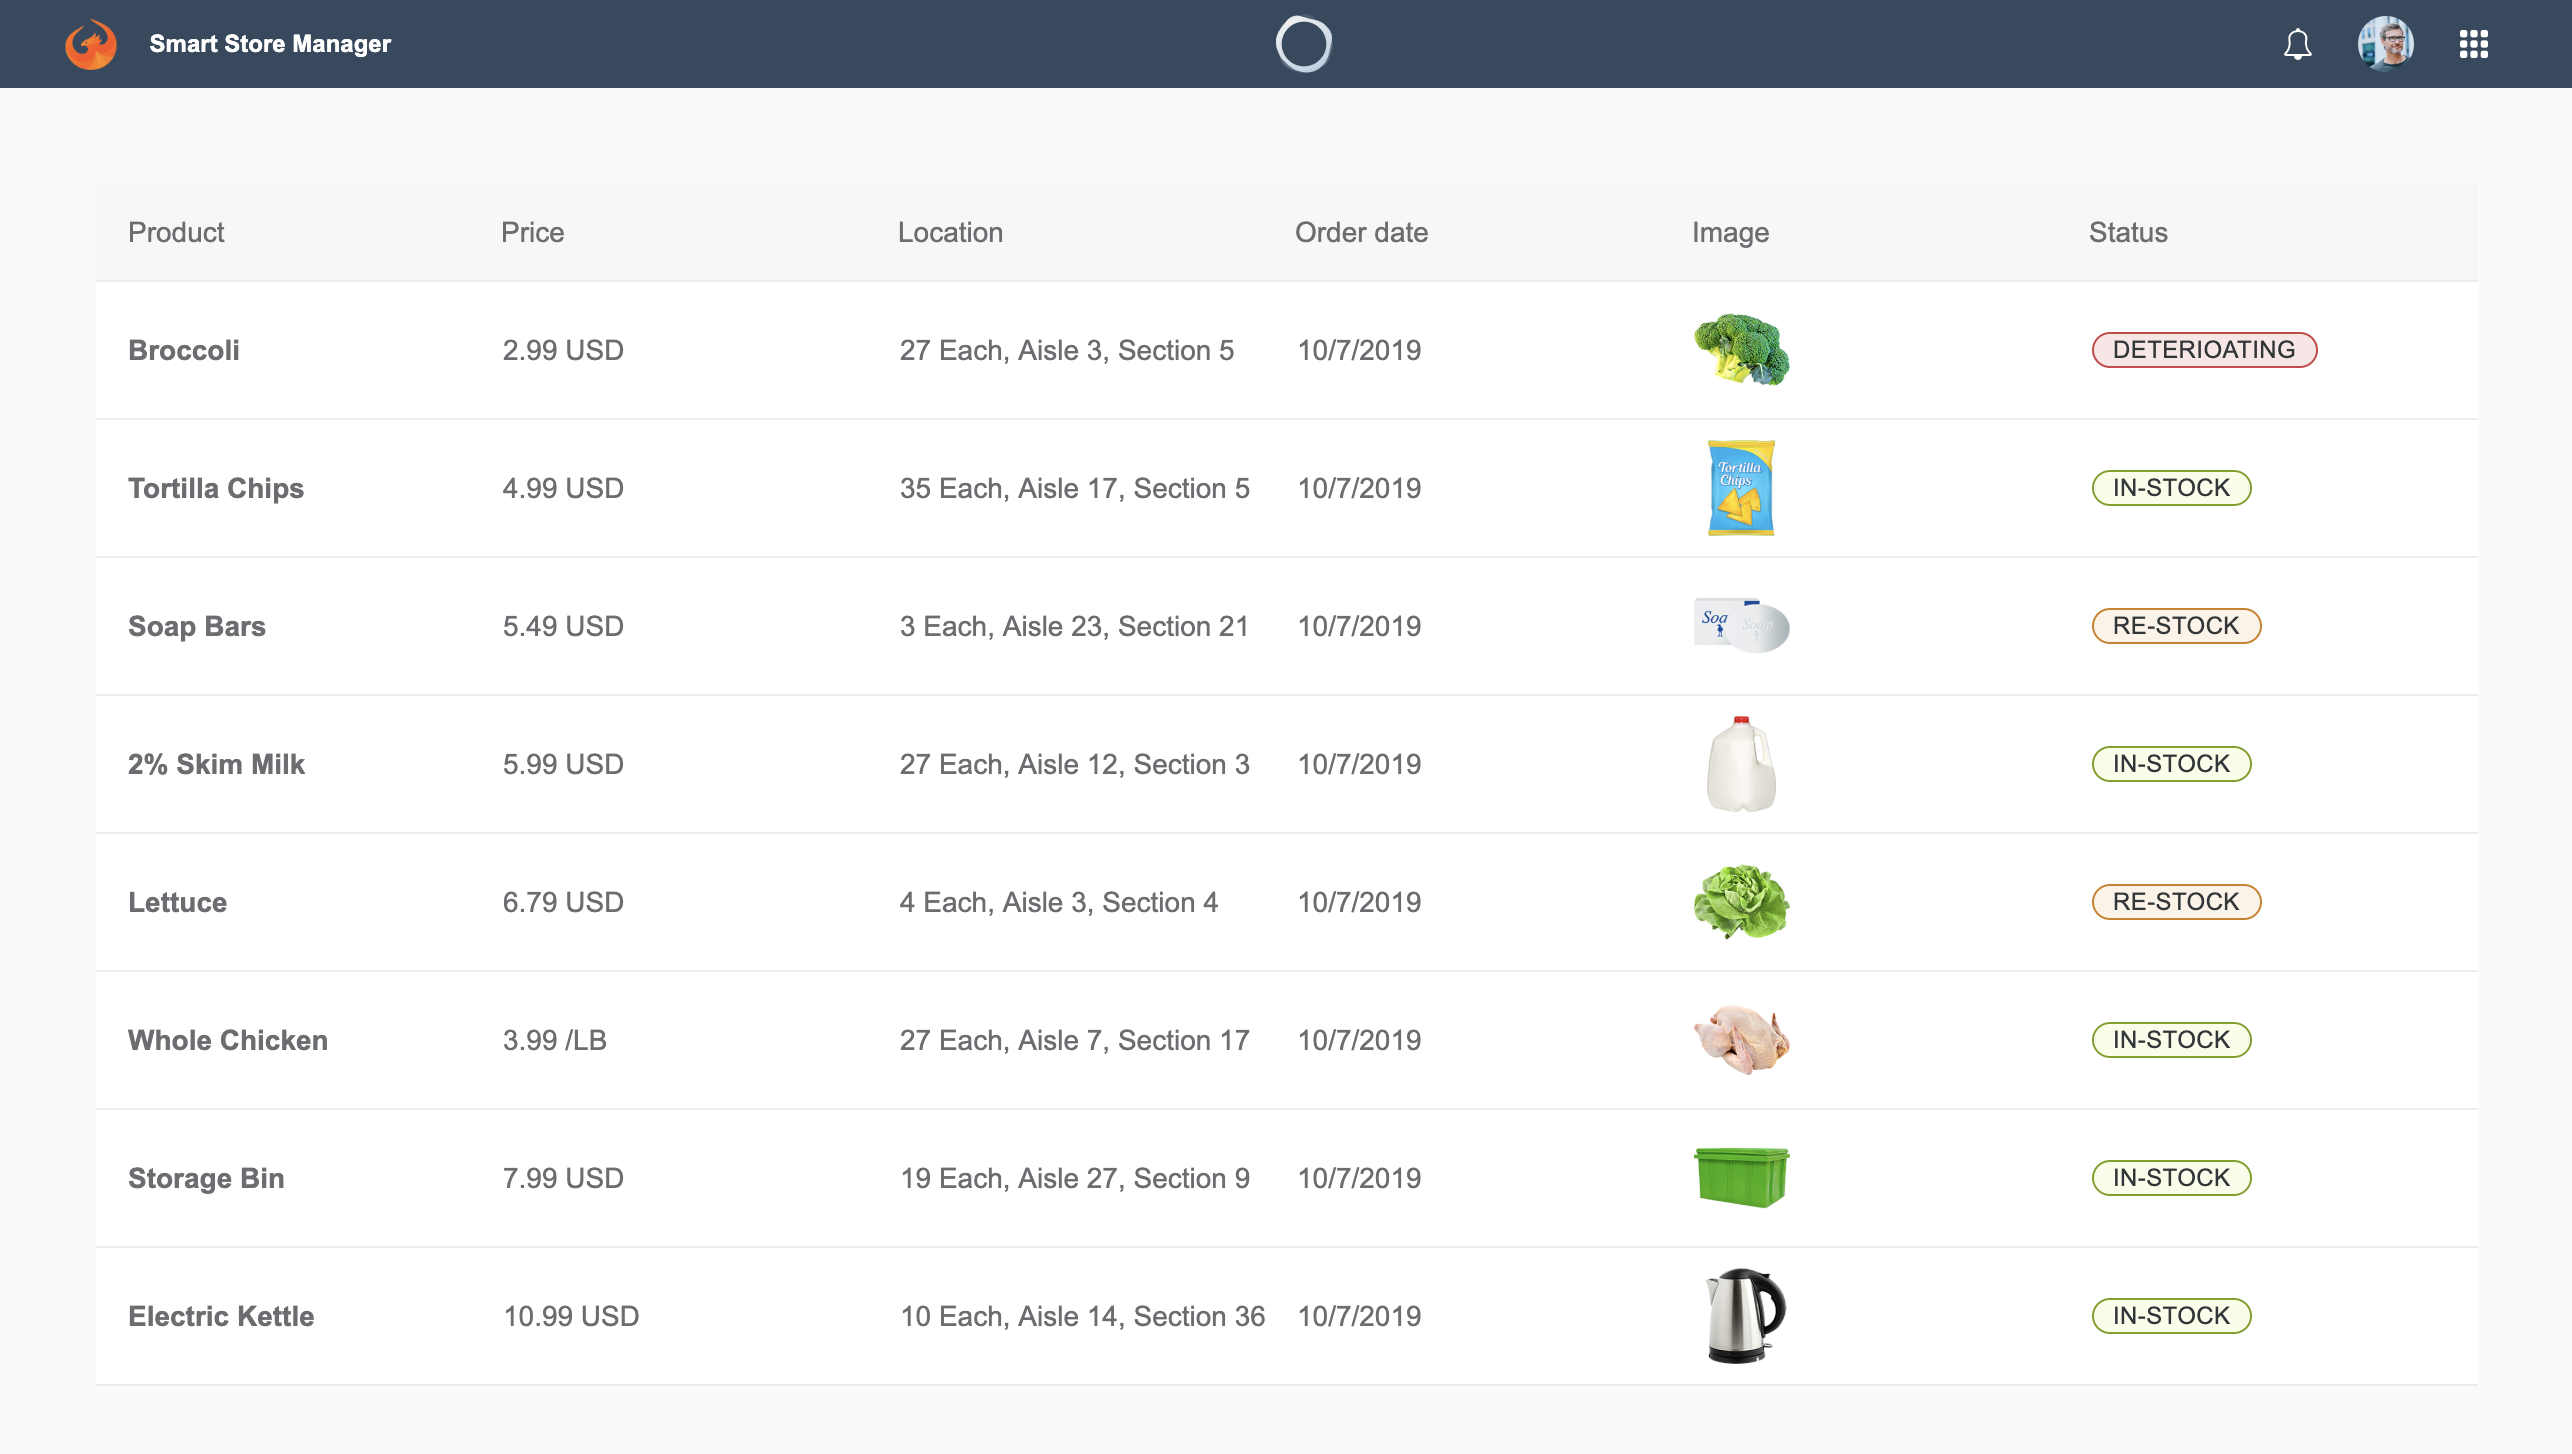 Smart Store Manager
Product Price Location Order date Image Status
Broccoli 2.99 USD 27 Each, Aisle 3, Section 5 10/7/2019 DETERIOATING
Tortilla Chips 4.99 USD 35 Each, Aisle 17, Section 5 10/7/2019 Tortilla Chips IN-STOCK
Soap Bars 5.49 USD 3 Each, Aisle 23, Section 21 10/7/2019 Soa Soap RE-STOCK
2% Skim Milk 5.99 USD 27 Each, Aisle 12, Section 3 10/7/2019 IN-STOCK
Lettuce 6.79 USD 4 Each, Aisle 3, Section 4 10/7/2019 RE-STOCK
Whole Chicken 3.99 /LB 27 Each, Aisle 7, Section 17 10/7/2019 IN-STOCK
Storage Bin 7.99 USD 19 Each, Aisle 27, Section 9 10/7/2019 IN-STOCK
Electric Kettle 10.99 USD 10 Each, Aisle 14, Section 36 10/7/2019 IN-STOCK